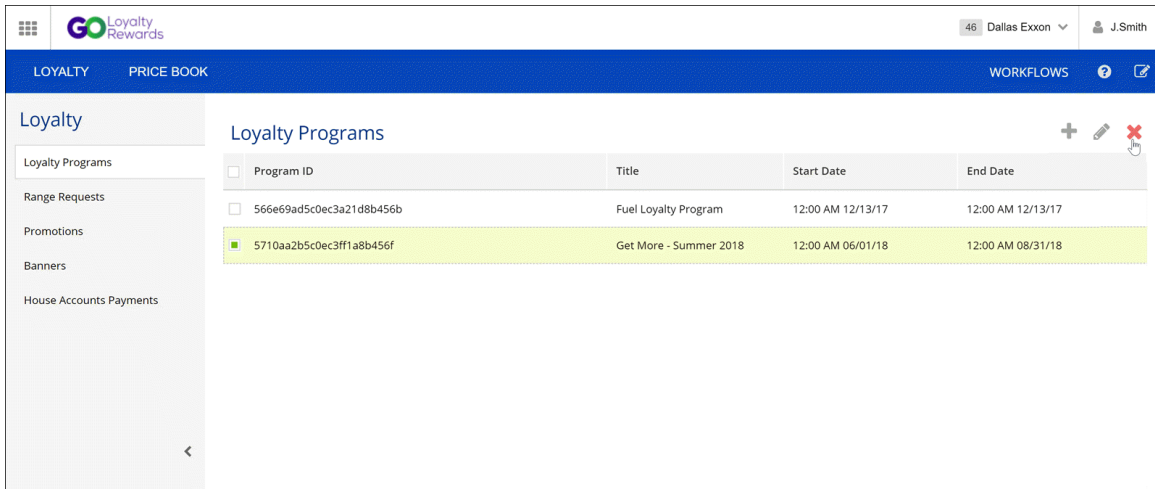 GO Loyalty Rewards
46 Dallas Exxon
J.Smith
LOYALTY PRICE BOOK WORKFLOWS ?
Loyalty
Loyalty Programs
Range Requests
Promotions
Banners
House Accounts Payments
Loyalty Programs
Program ID Title Start Date End Date
566e69ad5c0ec3a21d8b456b Fuel Loyalty Program 12:00 AM 12/13/17 12:00 AM 12/13/17
5710aa2b5c0ec3ff1a8b456f Get More - Summer 2018 12:00 AM 06/01/18 12:00 AM 08/31/18